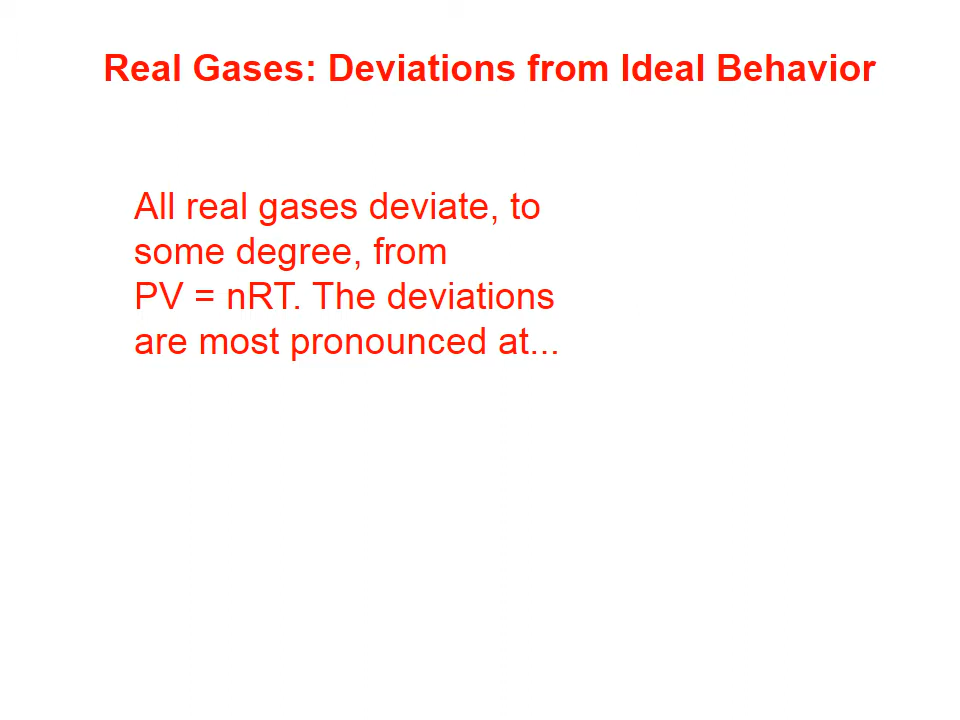 Real Gases: Deviations from Ideal Behavior
All real gases deviate, to
some degree, from
PV = nRT. The deviations
are most pronounced at...